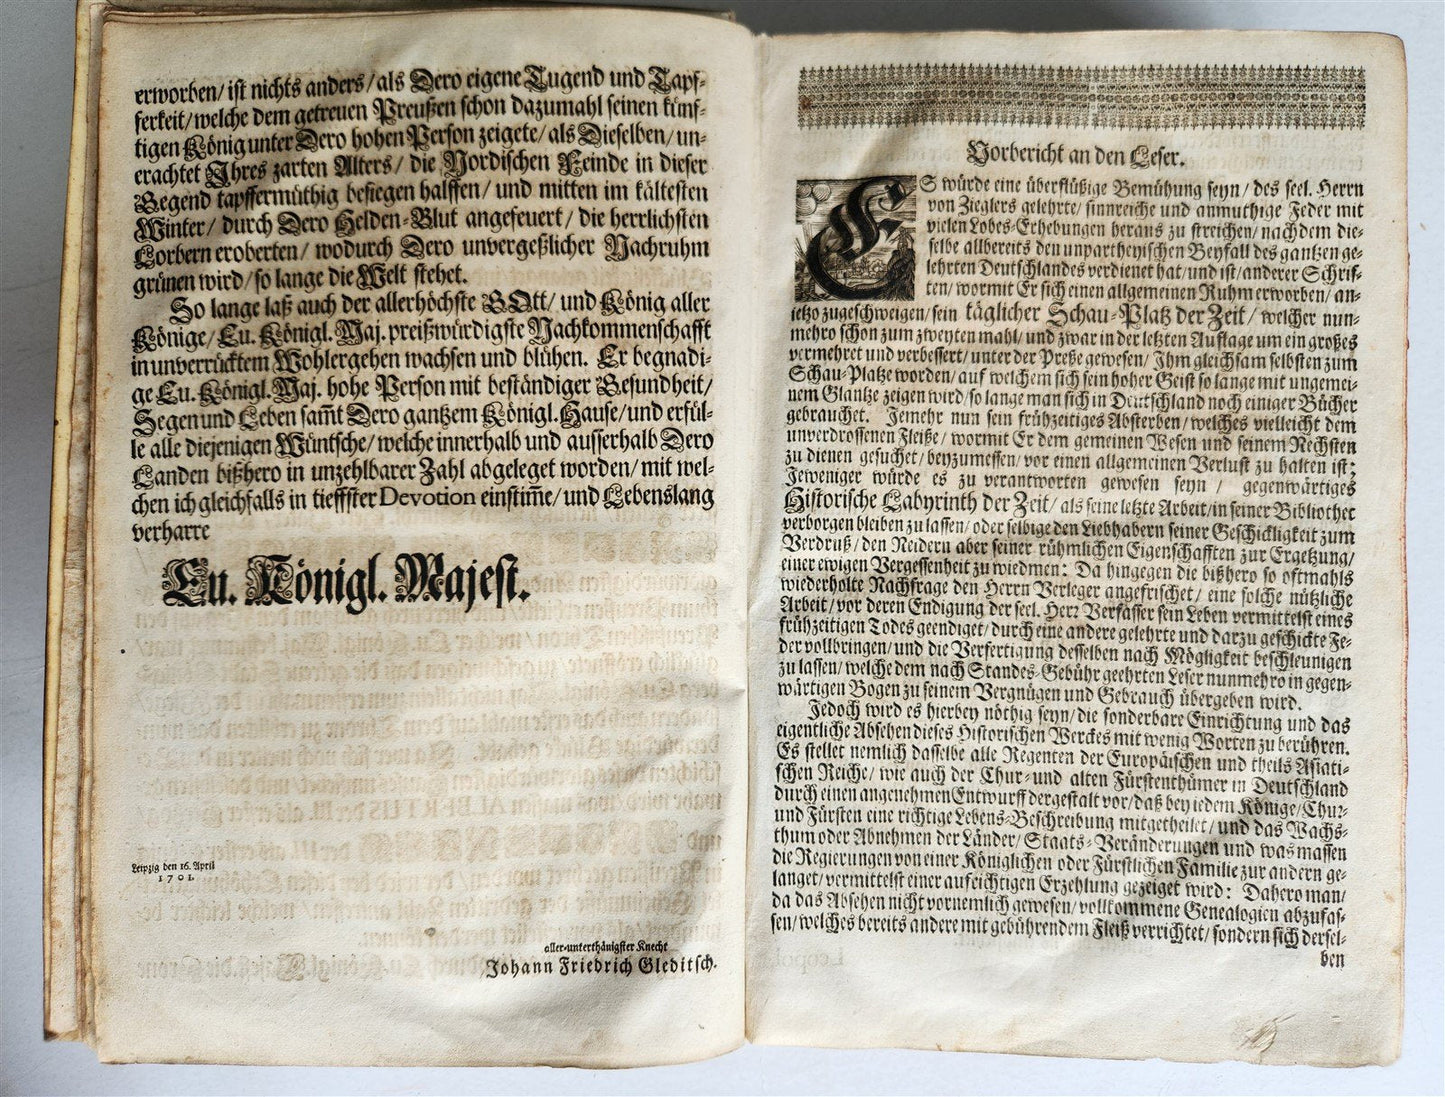 erworben/ ist nichts anders/ als Dero eigene Tugend und Tapf-
ferkeit/ welche dem getreuen Preußen schon dazumahl seinen künf-
tigen König unter Dero hohen Person zeigete/ als Dieselben/ un-
erachtet Ihres zarten Alters/ die Nordischen Feinde in dieser
Gegend tapffermüthig besiegen halffen/ und mitten im kältesten
Winter/ durch Dero Helden-Blut angefeuert/ die herrlichsten
Lorbern eroberten/ wodurch Dero unvergeßlicher Nachruhm
grünen wird/ so lange die Welt stehet.
So lange laß auch der allerhöchste GOtt/ und König aller
Könige/ Eu. Königl. Maj. preißwürdigste Nachkommenschafft
in unverrücktem Wohlergehen wachsen und blühen. Er begnadi-
ge Eu. Königl. Maj. hohe Person mit beständiger Gesundheit/
Segen und Leben sam̃t Dero gantzem Königl. Hause/ und erfül-
le alle diejenigen Wüntsche/ welche innerhalb und ausserhalb Dero
Landen bißhero in unzehlbarer Zahl abgeleget worden/ mit wel-
chen ich gleichfalls in tieffster Devotion einstim̃e/ und Lebenslang
verharre
Eu. Königl. Majest.
Leipzig den 16. April
1701.
aller-unterthänigster Knecht
Johann Friedrich Gleditsch.
Vorbericht an den Leser.
ES würde eine überflüßige Bemühung seyn/ des seel. Herrn
von Zieglers gelehrte/ sinnreiche und anmuthige Feder mit
vielen Lobes-Erhebungen heraus zu streichen/ nachdem die-
selbe allbereits den unpartheyischen Beyfall des gantzen ge-
lehrten Deutschlandes verdienet hat/ und ist/ anderer Schrif-
ten/ wormit Er sich einen allgemeinen Ruhm erworben/ an-
ietzo zugeschweigen/ sein täglicher Schau-Platz der Zeit/ welcher nun-
mehro schon zum zweyten mahl/ und zwar in der letzten Auflage um ein großes
vermehret und verbessert/ unter der Preße gewesen/ Ihm gleichsam selbsten zum
Schau-Platze worden/ auf welchem sich sein hoher Geist so lange mit ungemei-
nem Glantze zeigen wird/ so lange man sich in Deutschland noch einiger Bücher
gebrauchet. Jemehr nun sein frühzeitiges Absterben/ welches vielleicht dem
unverdrossenen Fleiße/ wormit Er dem gemeinen Wesen und seinem Nechsten
zu dienen gesuchet/ beyzumessen/ vor einen allgemeinen Verlust zu halten ist:
Jeweniger würde es zu verantworten gewesen seyn/ gegenwärtiges
Historische Labyrinth der Zeit/ als seine letzte Arbeit/ in seiner Bibliothec
verborgen bleiben zu lassen/ oder selbige den Liebhabern seiner Geschickligkeit zum
Verdruß/ den Neidern aber seiner rühmlichen Eigenschafften zur Ergetzung/
einer ewigen Vergessenheit zu wiedmen: Da hingegen die bißhero so oftmahls
wiederholte Nachfrage den Herrn Verleger angefrischet/ eine solche nützliche
Arbeit/ vor deren Endigung der seel. Herr Verfasser sein Leben vermittelst eines
frühzeitigen Todes geendiget/ durch eine andere gelehrte und darzu geschickte Fe-
der vollbringen/ und die Verfertigung desselben nach Möglichkeit beschleunigen
zu lassen/ welche dem nach Standes-Gebühr geehrten Leser nunmehro in gegen-
wärtigen Bogen zu seinem Vergnügen und Gebrauch übergeben wird.
Jedoch wird es hierbey nöthig seyn/ die sonderbare Einrichtung und das
eigentliche Absehen dieses Historischen Werckes mit wenig Worten zu berühren.
Es stellet nemlich dasselbe alle Regenten der Europäischen und theils Asiati-
schen Reiche/ wie auch der Chur- und alten Fürstenthümer in Deutschland
durch einen angenehmen Entwurff dergestalt vor/ daß bey iedem Könige/ Chur-
und Fürsten eine richtige Lebens-Beschreibung mitgetheilet/ und das Wachs-
thum oder Abnehmen der Länder/ Staats-Veränderungen und was massen
die Regierungen von einer Königlichen oder Fürstlichen Familie zur andern ge-
langet/ vermittelst einer aufrichtigen Erzehlung gezeiget wird: Dahero man/
da das Absehen nicht vornemlich gewesen/ vollkommene Genealogien abzufas-
sen/ welches bereits andere mit gebührendem Fleiß verrichtet/ sondern sich dersel-
ben